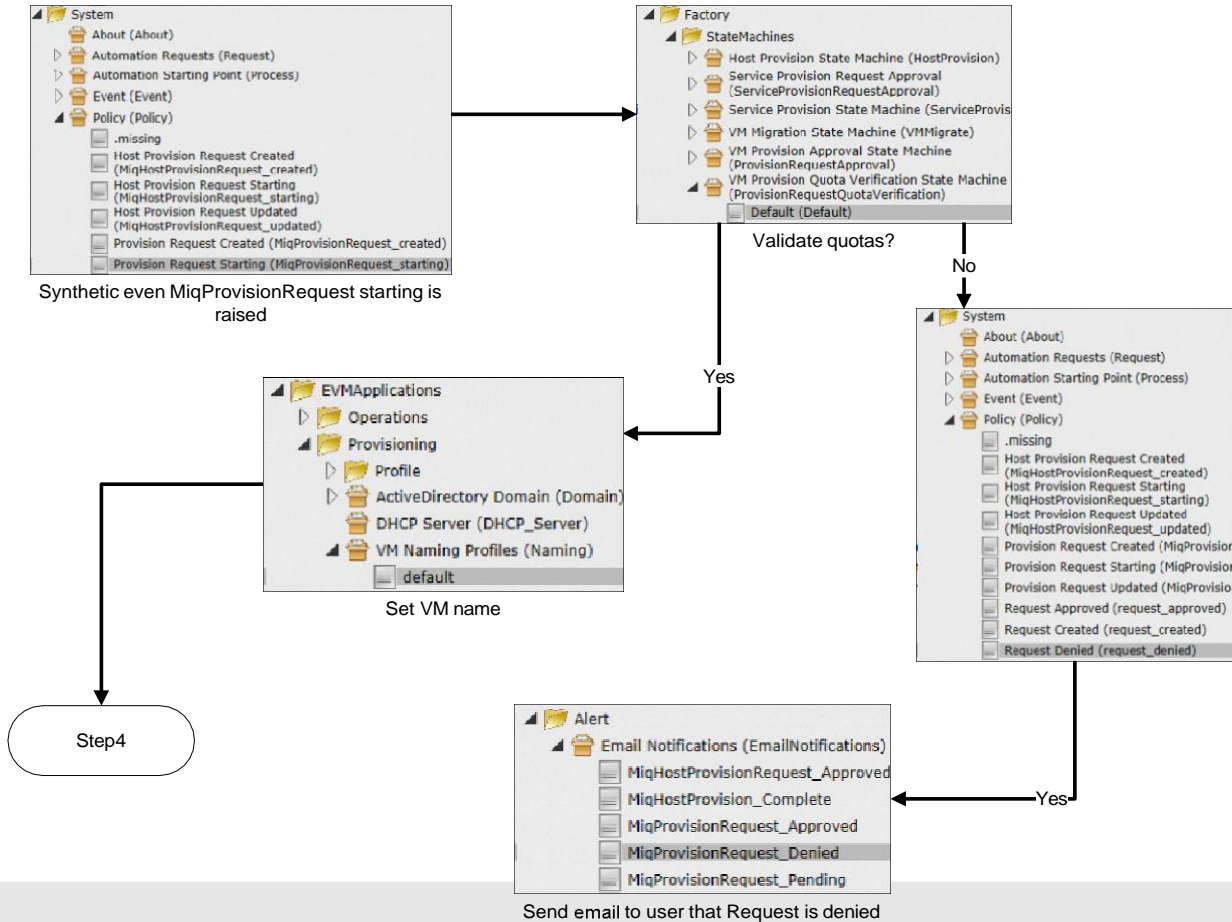 System
About (About)
Automation Requests (Request)
Automation Starting Point (Process)
Event (Event)
Policy (Policy)
.missing
Host Provision Request Created
(MiqHostProvisionRequest_created)
Host Provision Request Starting
(MiqHostProvisionRequest_starting)
Host Provision Request Updated
(MiqHostProvisionRequest_updated)
Provision Request Created (MiqProvisionRequest_created)
Provision Request Starting (MiqProvisionRequest_starting)
Synthetic even MiqProvisionRequest starting is
raised
Factory
StateMachines
Host Provision State Machine (HostProvision)
Service Provision Request Approval
(ServiceProvisionRequestApproval)
Service Provision State Machine (ServiceProvis
VM Migration State Machine (VMMigrate)
VM Provision Approval State Machine
(ProvisionRequestApproval)
VM Provision Quota Verification State Machine
(ProvisionRequestQuotaVerification)
Default (Default)
Validate quotas?
No
Yes
System
About (About)
Automation Requests (Request)
Automation Starting Point (Process)
Event (Event)
Policy (Policy)
.missing
Host Provision Request Created
(MiqHostProvisionRequest_created)
Host Provision Request Starting
(MiqHostProvisionRequest_starting)
Host Provision Request Updated
(MiqHostProvisionRequest_updated)
Provision Request Created (MiqProvision
Provision Request Starting (MiqProvision
Provision Request Updated (MiqProvisio
Request Approved (request_approved)
Request Created (request_created)
Request Denied (request_denied)
EVMApplications
Operations
Provisioning
Profile
ActiveDirectory Domain (Domain)
DHCP Server (DHCP_Server)
VM Naming Profiles (Naming)
default
Set VM name
Step4
Alert
Email Notifications (EmailNotifications)
MiqHostProvisionRequest_Approved
MiqHostProvision_Complete
MiqProvisionRequest_Approved
MiqProvisionRequest_Denied
MiqProvisionRequest_Pending
Yes
Send email to user that Request is denied